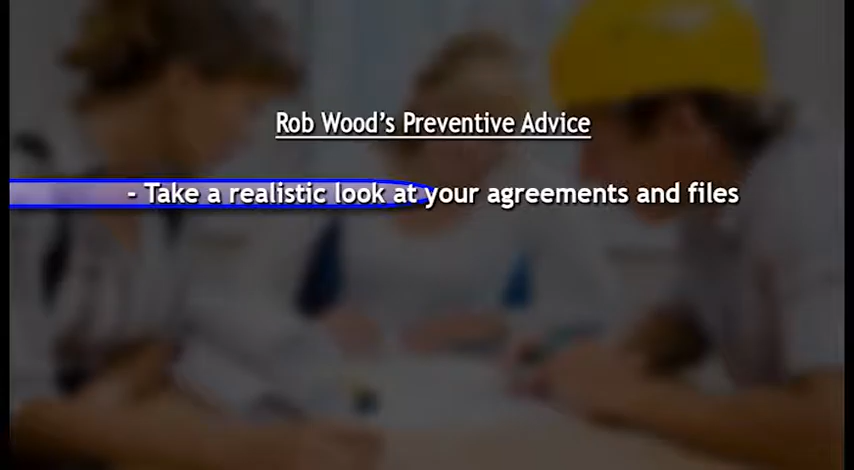 Rob Wood's Preventive Advice
- Take a realistic look at your agreements and files